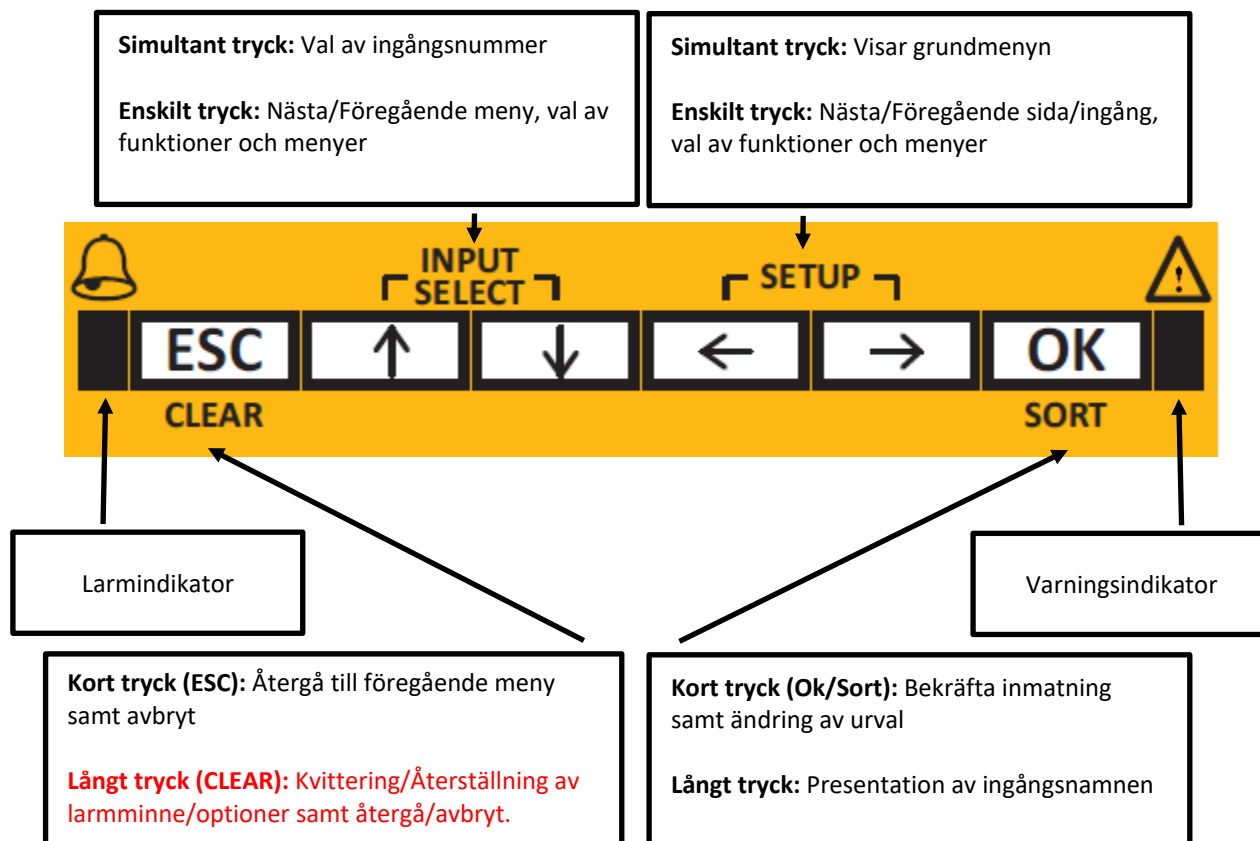 Simultant tryck: Val av ingångsnummer
Enskilt tryck: Nästa/Föregående meny, val av
funktioner och menyer
Simultant tryck: Visar grundmenyn
Enskilt tryck: Nästa/Föregående sida/ingång,
val av funktioner och menyer
INPUT
SELECT
SETUP
!
ESC
↑
↓
←
→
OK
CLEAR
SORT
Larmindikator
Varningsindikator
Kort tryck (ESC): Återgå till föregående meny
samt avbryt
Långt tryck (CLEAR): Kvittering/Återställning av
larmminne/optioner samt återgå/avbryt.
Kort tryck (Ok/Sort): Bekräfta inmatning
samt ändring av urval
Långt tryck: Presentation av ingångsnamnen